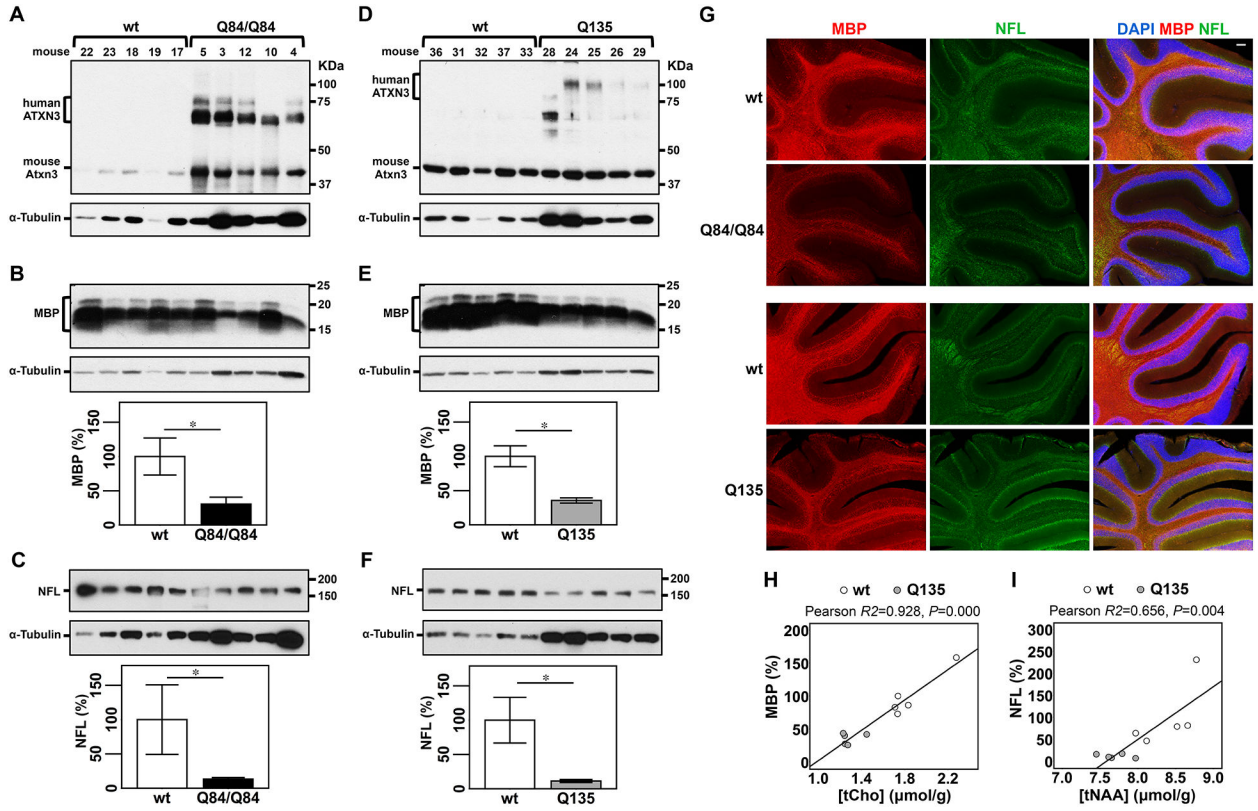 A
wt Q84/Q84
mouse 22 23 18 19 17 5 3 12 10 4
KDa
human
ATXN3
100
75
50
mouse
Atxn3
37
α-Tubulin
B
MBP
25
20
15
α-Tubulin
MBP (%)
150
100
50
0
*
wt Q84/Q84
C
NFL
200
150
α-Tubulin
NFL (%)
150
100
50
0
*
wt Q84/Q84
D
wt Q135
mouse 36 31 32 37 33 28 24 25 26 29
KDa
human
ATXN3
100
75
50
mouse
Atxn3
37
α-Tubulin
E
MBP
25
20
15
α-Tubulin
MBP (%)
150
100
50
0
*
wt Q135
F
NFL
200
150
α-Tubulin
NFL (%)
150
100
50
0
*
wt Q135
G
MBP NFL DAPI MBP NFL
wt
Q84/Q84
wt
Q135
H
wt Q135
Pearson R2=0.928, P=0.000
MBP (%)
200
150
100
50
0
1.0 1.4 1.8 2.2
[tCho] (μmol/g)
I
wt Q135
Pearson R2=0.656, P=0.004
NFL (%)
300
250
200
150
100
50
0
7.0 7.5 8.0 8.5 9.0
[tNAA] (μmol/g)